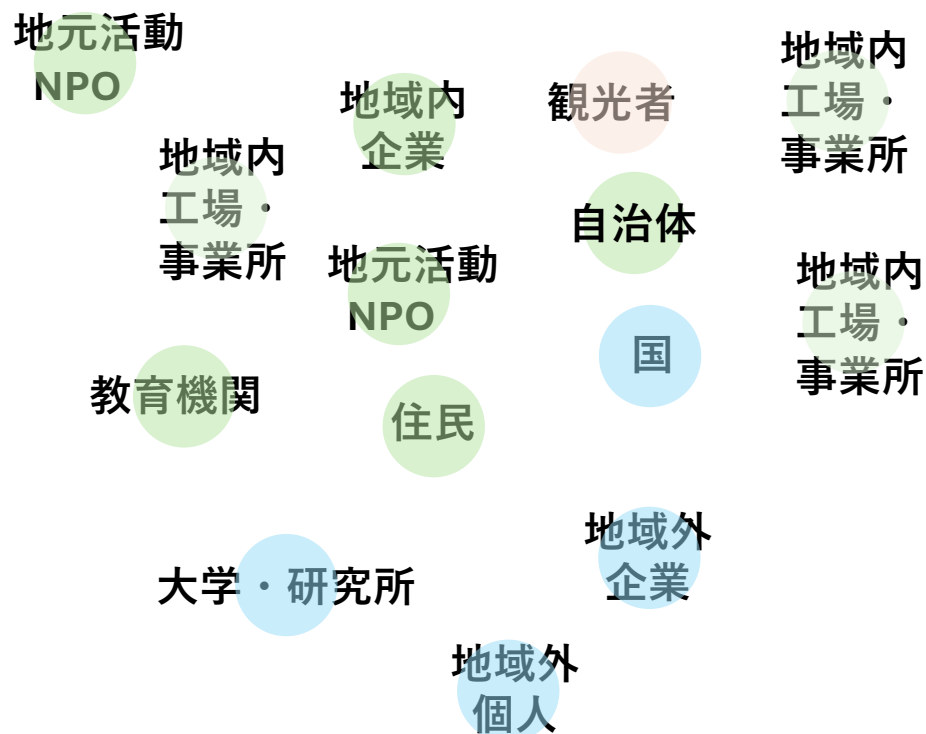 地元活動
NPO
地域内
企業
観光者
地域内
工場・
事業所
地域内
工場・
事業所
自治体
地元活動
NPO
地域内
工場・
事業所
国
教育機関
住民
地域外
企業
大学・研究所
地域外
個人